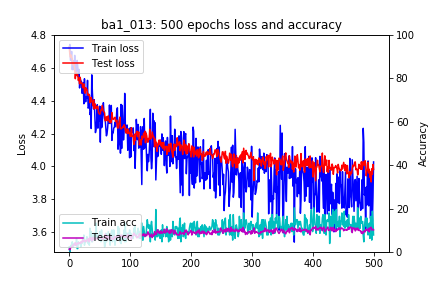 ba1_013: 500 epochs loss and accuracy
4.8
4.6
4.4
4.2
4.0
3.8
3.6
Loss
Train loss
Test loss
Train acc
Test acc
100
80
60
40
20
0
Accuracy
0 100 200 300 400 500